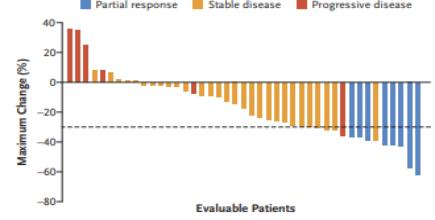 Partial response Stable disease Progressive disease
40
20
0
−20
−40
−60
−80
Maximum Change (%)
Evaluable Patients